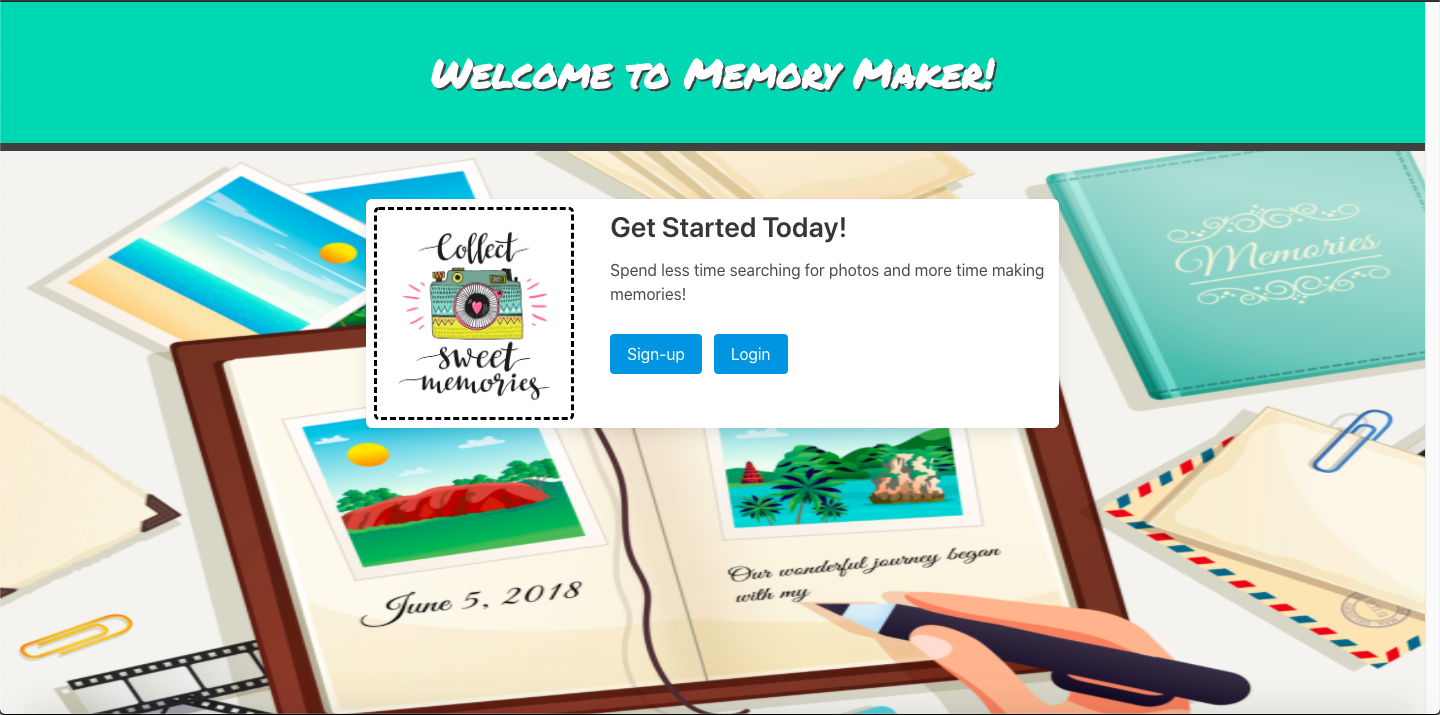 Welcome to Memory Maker!
Collect
sweet
memories
Get Started Today!
Spend less time searching for photos and more time making
memories!
Sign-up
Login
Memories
June 5, 2018
Our wonderful journey began
with my